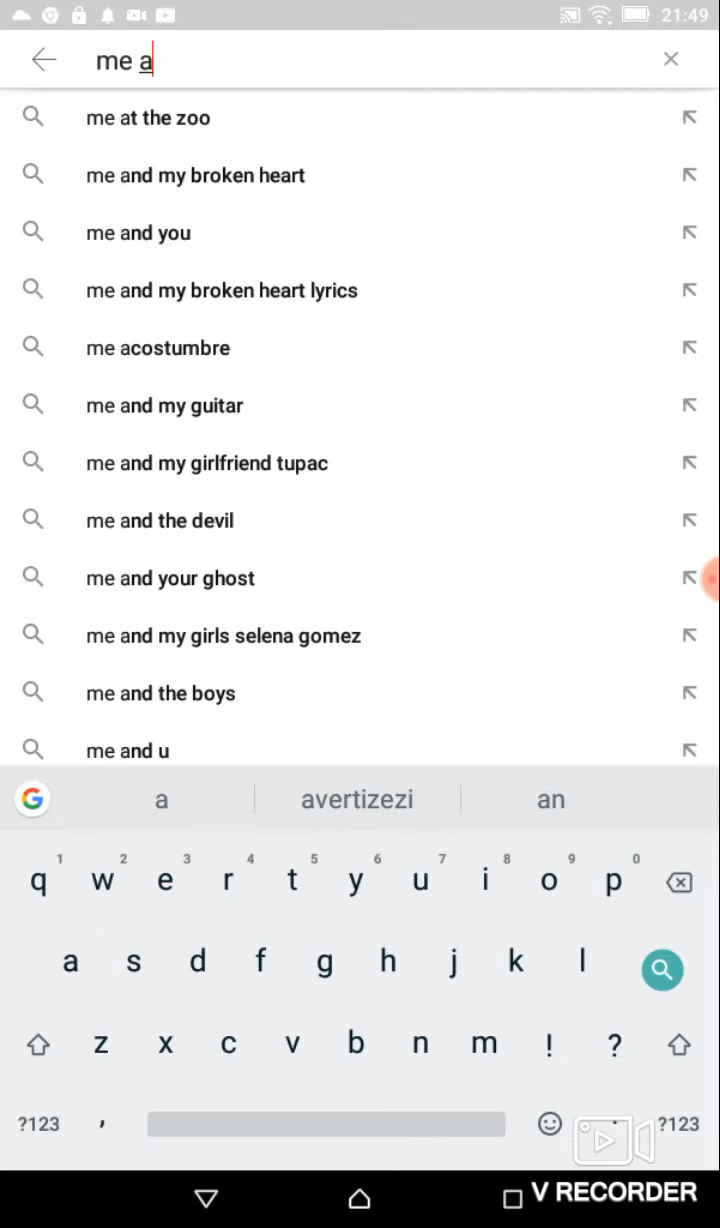 21:49
me a
me at the zoo
me and my broken heart
me and you
me and my broken heart lyrics
me acostumbre
me and my guitar
me and my girlfriend tupac
me and the devil
me and your ghost
me and my girls selena gomez
me and the boys
me and u
a avertizezi an
1 2 3 4 5 6 7 8 9 0
q w e r t y u i o p
a s d f g h j k l
z x c v b n m ! ?
?123 , . ?123
V RECORDER